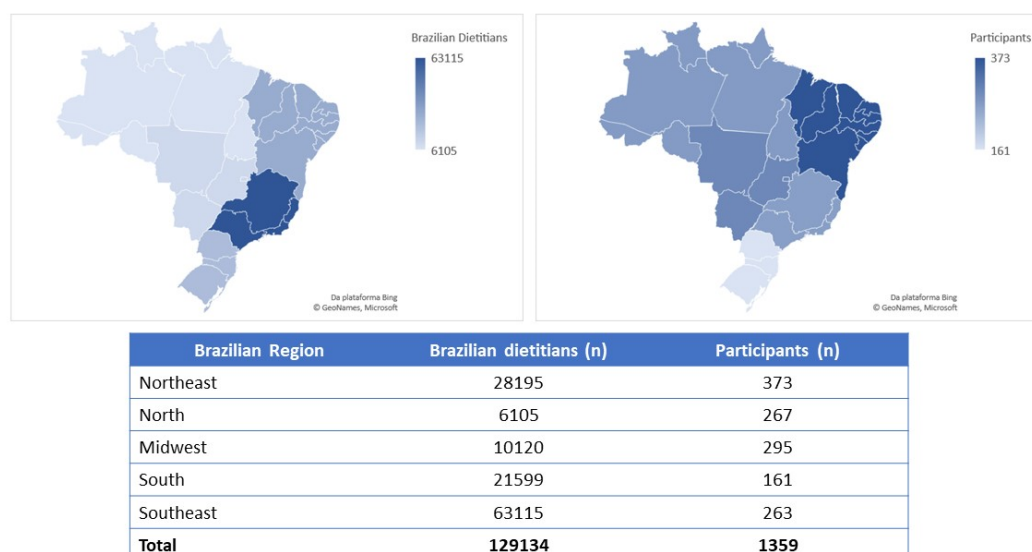 Brazilian Dietitians
63115
6105
Da plataforma Bing
© GeoNames, Microsoft
Participants
373
161
Da plataforma Bing
© GeoNames, Microsoft
Brazilian Region Brazilian dietitians (n) Participants (n)
Northeast 28195 373
North 6105 267
Midwest 10120 295
South 21599 161
Southeast 63115 263
Total 129134 1359